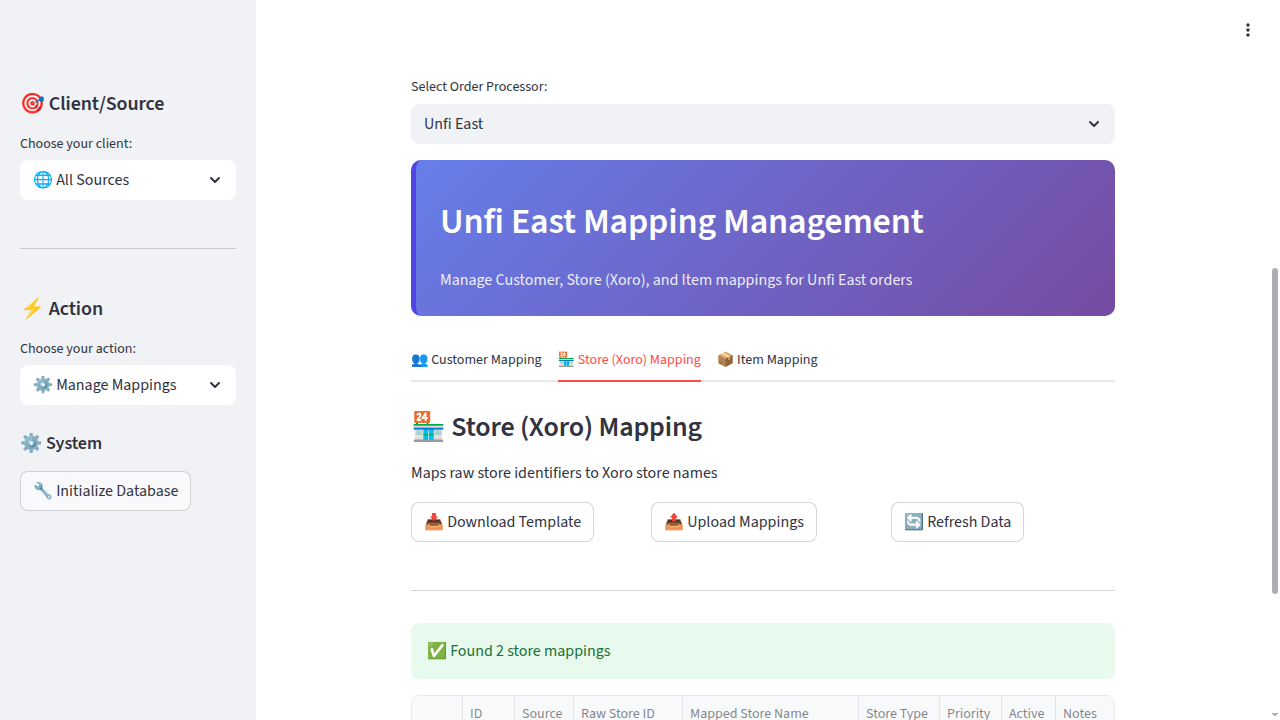 Client/Source
Choose your client:
All Sources
Action
Choose your action:
Manage Mappings
System
Initialize Database
Select Order Processor:
Unfi East
Unfi East Mapping Management
Manage Customer, Store (Xoro), and Item mappings for Unfi East orders
Customer Mapping Store (Xoro) Mapping Item Mapping
Store (Xoro) Mapping
Maps raw store identifiers to Xoro store names
Download Template Upload Mappings Refresh Data
Found 2 store mappings
ID Source Raw Store ID Mapped Store Name Store Type Priority Active Notes